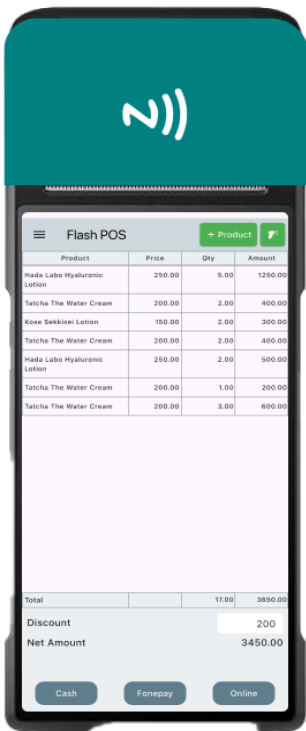 Flash POS + Product
Product Price Qty Amount
Hada Labo Hyaluronic 250.00 5.00 1250.00
Lotion
Tatcha The Water Cream 200.00 2.00 400.00
Kose Sekkisei Lotion 150.00 2.00 300.00
Tatcha The Water Cream 200.00 2.00 400.00
Hada Labo Hyaluronic 250.00 2.00 500.00
Lotion
Tatcha The Water Cream 200.00 1.00 200.00
Tatcha The Water Cream 200.00 3.00 600.00
Total 17.00 3650.00
Discount 200
Net Amount 3450.00
Cash Fonepay Online